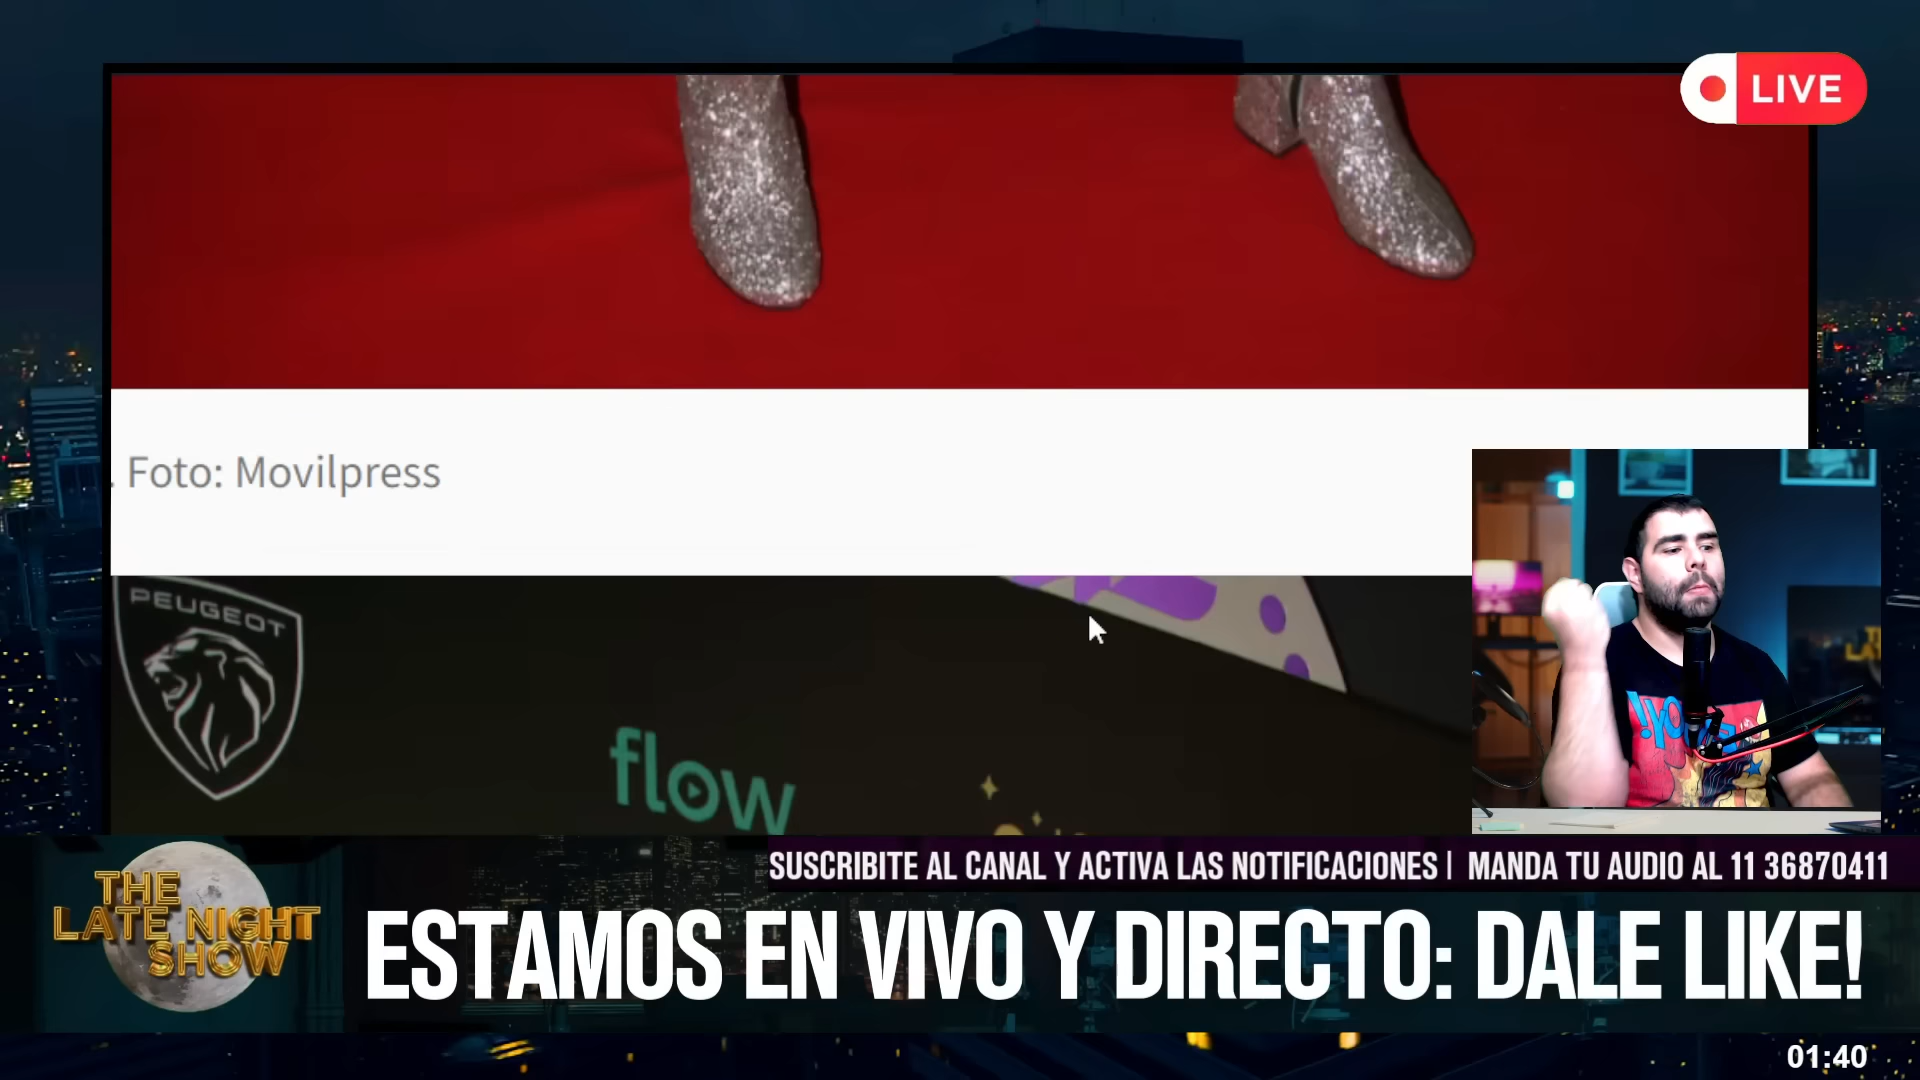 LIVE
. Foto: Movilpress
PEUGEOT
flow
SUSCRIBITE AL CANAL Y ACTIVA LAS NOTIFICACIONES | MANDA TU AUDIO AL 11 36870411
THE
LATE NIGHT
SHOW
ESTAMOS EN VIVO Y DIRECTO: DALE LIKE!
01:40